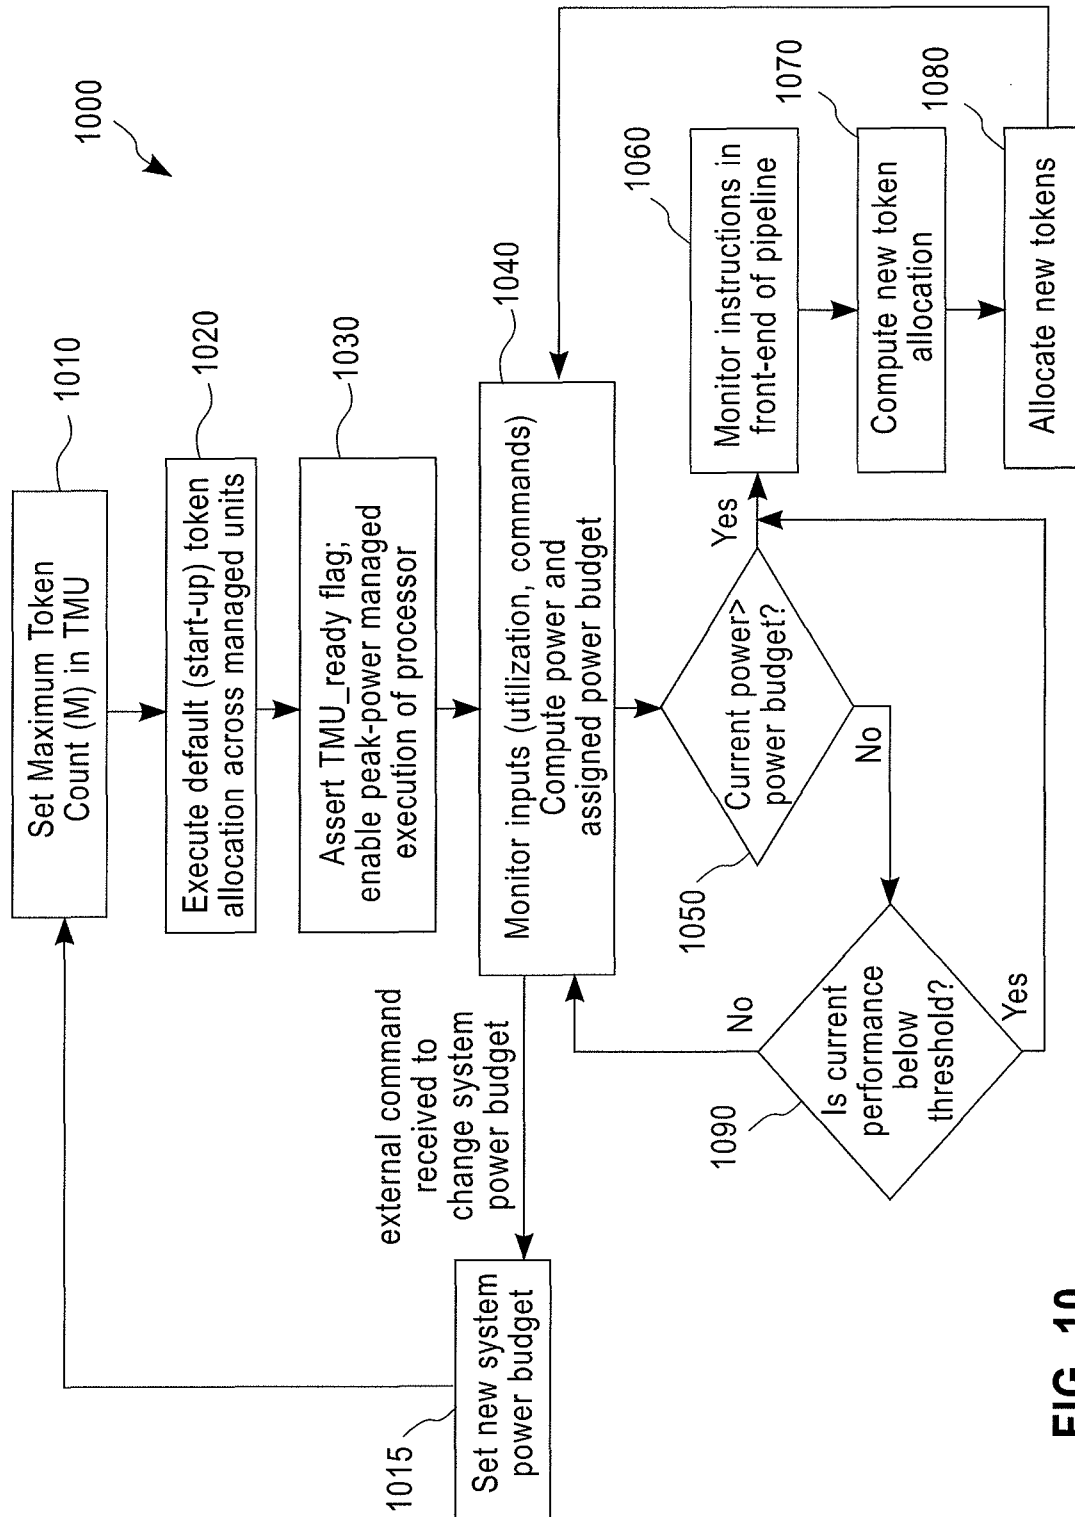 1000
Set Maximum Token
Count (M) in TMU
1010
Execute default (start-up) token
allocation across managed units
1020
Assert TMU_ready flag;
enable peak-power managed
execution of processor
1030
Monitor inputs (utilization, commands)
Compute power and
assigned power budget
1040
external command
received to
change system
power budget
Set new system
power budget
1015
Current power>
power budget?
1050
Yes
No
Monitor instructions in
front-end of pipeline
1060
Compute new token
allocation
1070
Allocate new tokens
1080
Is current
performance
below
threshold?
1090
No
Yes
FIG. 10